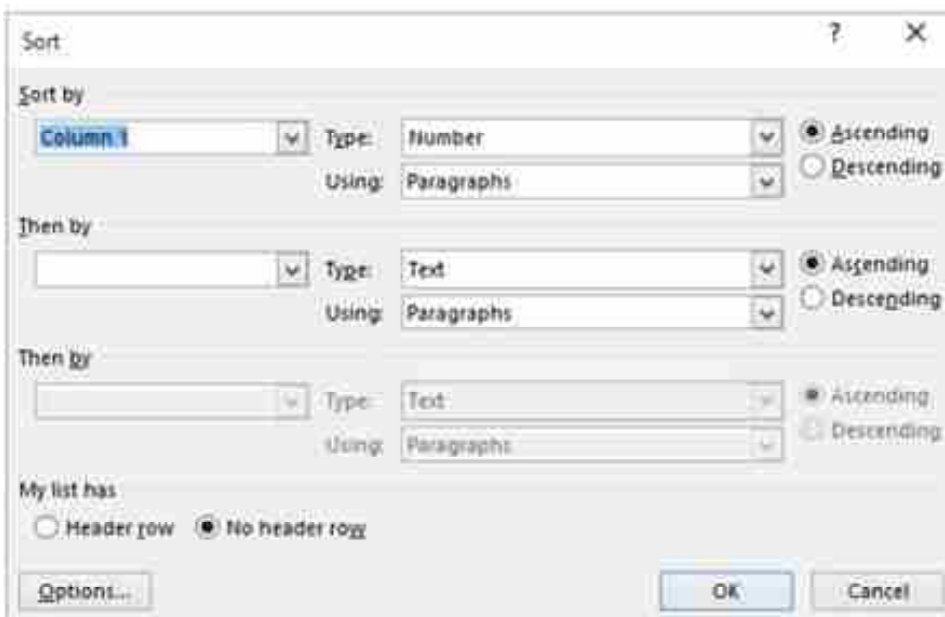 Sort ? ✕
Sort by
Column 1 Type: Number Ascending
Using: Paragraphs Descending
Then by
Type: Text Ascending
Using: Paragraphs Descending
Then by
Type: Text Ascending
Using: Paragraphs Descending
My list has
Header row No header row
Options... OK Cancel